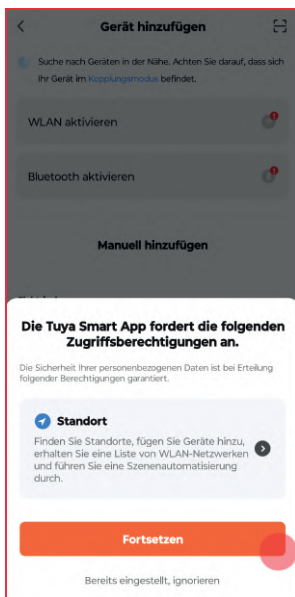 Gerät hinzufügen
Suche nach Geräten in der Nähe. Achten Sie darauf, dass sich
Ihr Gerät im Kopplungsmodus befindet.
WLAN aktivieren
Bluetooth aktivieren
Manuell hinzufügen
Die Tuya Smart App fordert die folgenden
Zugriffsberechtigungen an.
Die Sicherheit Ihrer personenbezogenen Daten ist bei Erteilung
folgender Berechtigungen garantiert.
Standort
Finden Sie Standorte, fügen Sie Geräte hinzu,
erhalten Sie eine Liste von WLAN-Netzwerken
und führen Sie eine Szenenautomatisierung
durch.
Fortsetzen
Bereits eingestellt, ignorieren